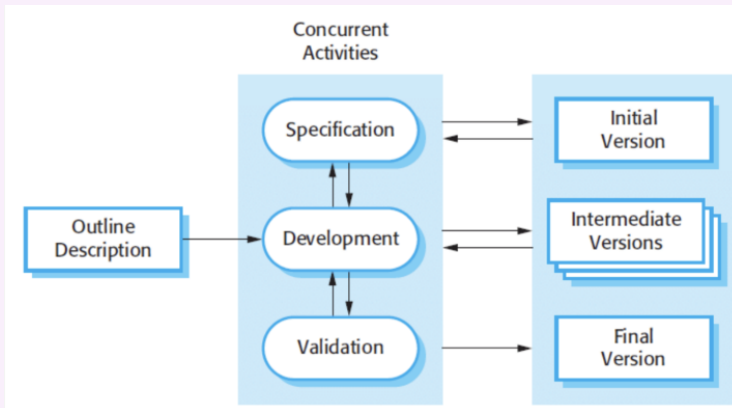 Concurrent
Activities
Specification
Initial
Version
Outline
Description
Development
Intermediate
Versions
Validation
Final
Version